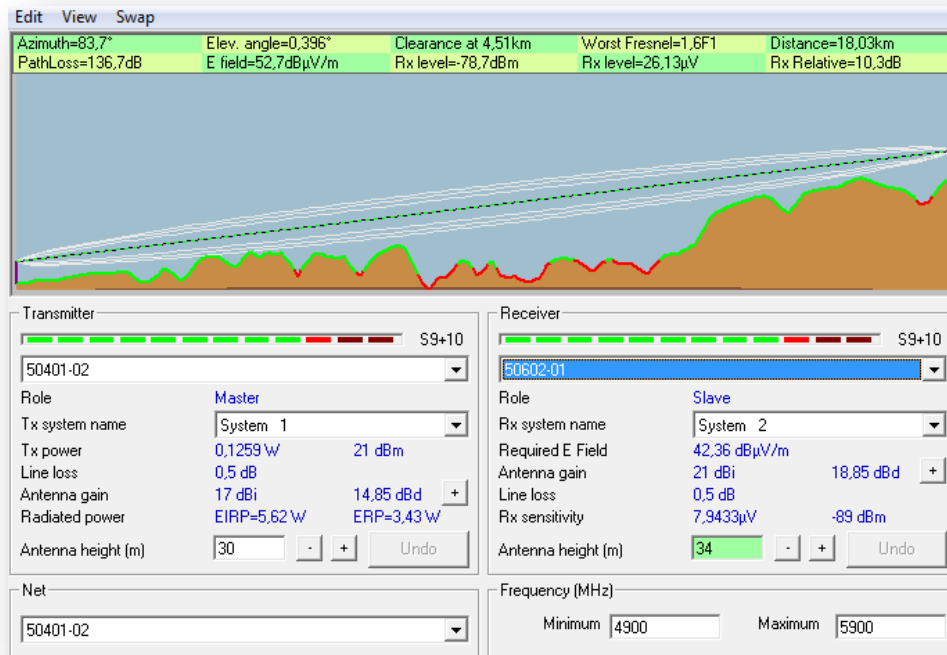 Edit View Swap
Azimuth=83,7° Elev. angle=0,396° Clearance at 4,51km Worst Fresnel=1,6F1 Distance=18,03km
PathLoss=136,7dB E field=52,7dBµV/m Rx level=-78,7dBm Rx level=26,13µV Rx Relative=10,3dB
Transmitter
S9+10
50401-02
Role Master
Tx system name System 1
Tx power 0,1259 W 21 dBm
Line loss 0,5 dB
Antenna gain 17 dBi 14,85 dBd +
Radiated power EIRP=5,62 W ERP=3,43 W
Antenna height (m) 30 - + Undo
Net
50401-02
Receiver
S9+10
50602-01
Role Slave
Rx system name System 2
Required E Field 42,36 dBµV/m
Antenna gain 21 dBi 18,85 dBd +
Line loss 0,5 dB
Rx sensitivity 7,9433µV -89 dBm
Antenna height (m) 34 - + Undo
Frequency (MHz)
Minimum 4900 Maximum 5900